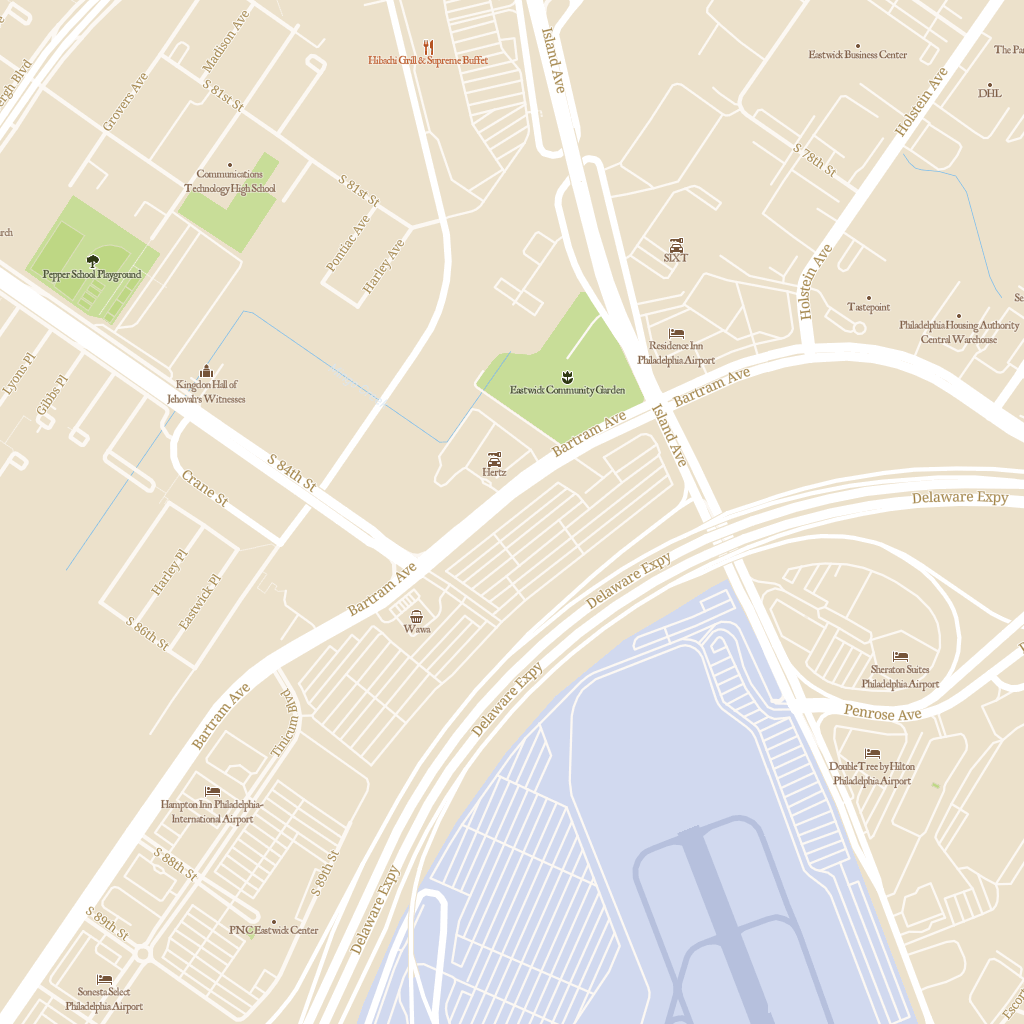 Madison Ave
Island Ave
Hibachi Grill & Supreme Buffet
Eastwick Business Center
DHL
Grovers Ave
S 81st St
Holstein Ave
S 78th St
Communications
Technology High School
S 81st St
Pontiac Ave
Harley Ave
Pepper School Playground
SIXT
Holstein Ave
Tastepoint
Philadelphia Housing Authority
Central Warehouse
Residence Inn
Philadelphia Airport
Lyons Pl
Gibbs Pl
Kingdon Hall of
Jehovah's Witnesses
Eastwick Community Garden
Bartram Ave
Bartram Ave
Island Ave
Hertz
S 84th St
Crane St
Delaware Expy
Delaware Expy
Harley Pl
Eastwick Pl
Bartram Ave
S 86th St
Wawa
Sheraton Suites
Philadelphia Airport
Delaware Expy
Penrose Ave
Bartram Ave
Tinicum Blvd
DoubleTree by Hilton
Philadelphia Airport
Hampton Inn Philadelphia-
International Airport
S 88th St
S 89th St
Delaware Expy
S 89th St
PNC Eastwick Center
Sonesta Select
Philadelphia Airport